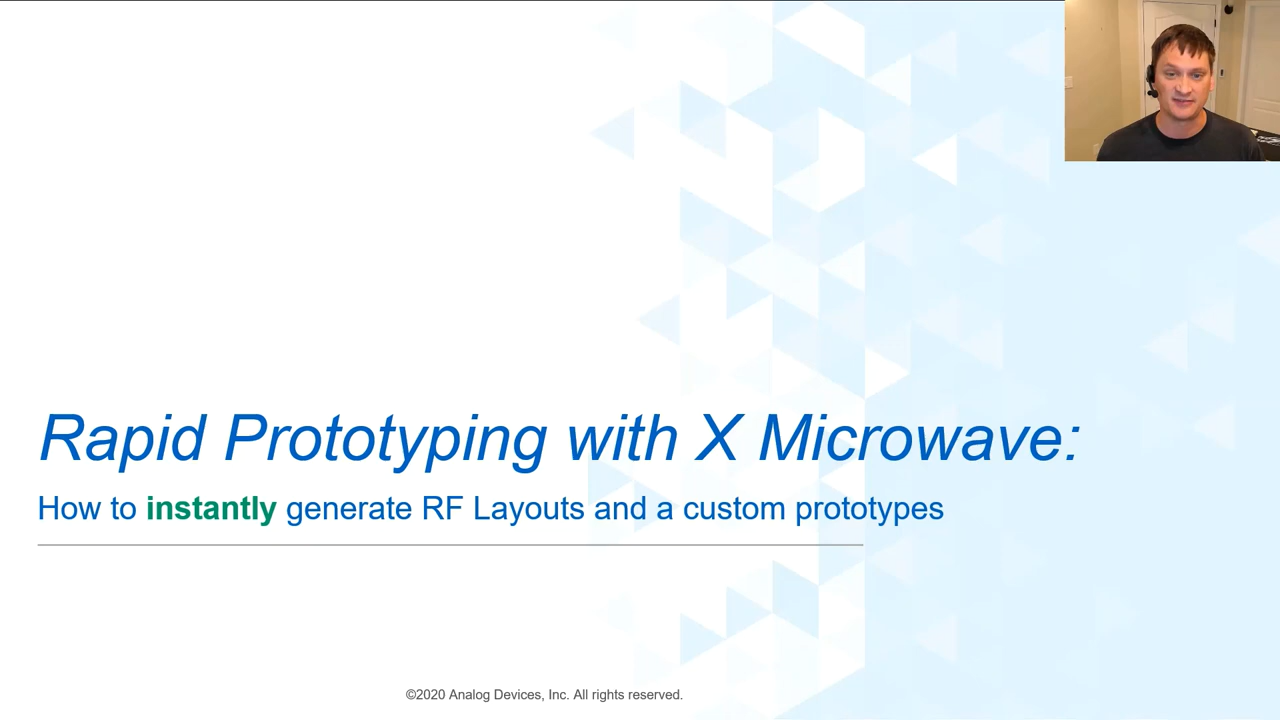 Rapid Prototyping with X Microwave:
How to instantly generate RF Layouts and a custom prototypes
©2020 Analog Devices, Inc. All rights reserved.